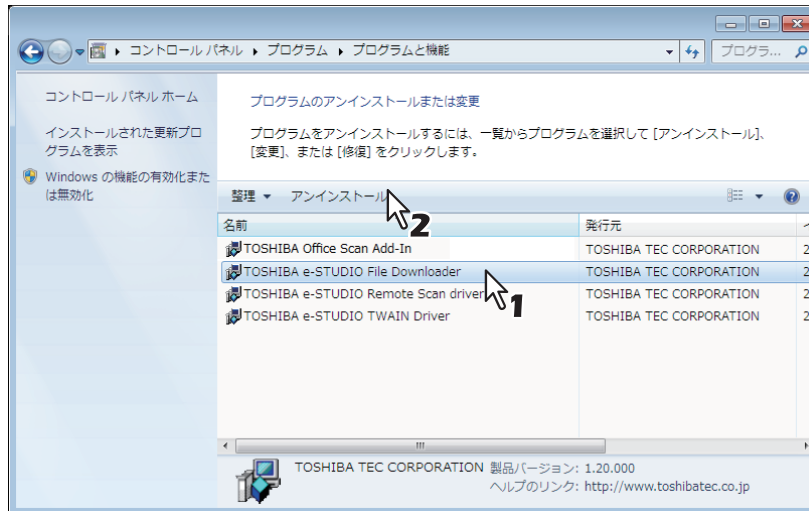 コントロール パネル ▸ プログラム ▸ プログラムと機能
プログラ...
コントロール パネル ホーム
インストールされた更新プロ
グラムを表示
Windows の機能の有効化また
は無効化
プログラムのアンインストールまたは変更
プログラムをアンインストールするには、一覧からプログラムを選択して [アンインストール]、
[変更]、または [修復] をクリックします。
整理 ▼ アンインストール
2
名前 発行元
TOSHIBA Office Scan Add-In TOSHIBA TEC CORPORATION 2
TOSHIBA e-STUDIO File Downloader TOSHIBA TEC CORPORATION 2
TOSHIBA e-STUDIO Remote Scan driver TOSHIBA TEC CORPORATION 2
1
TOSHIBA e-STUDIO TWAIN Driver TOSHIBA TEC CORPORATION 2
TOSHIBA TEC CORPORATION 製品バージョン: 1.20.000
ヘルプのリンク: http://www.toshibatec.co.jp